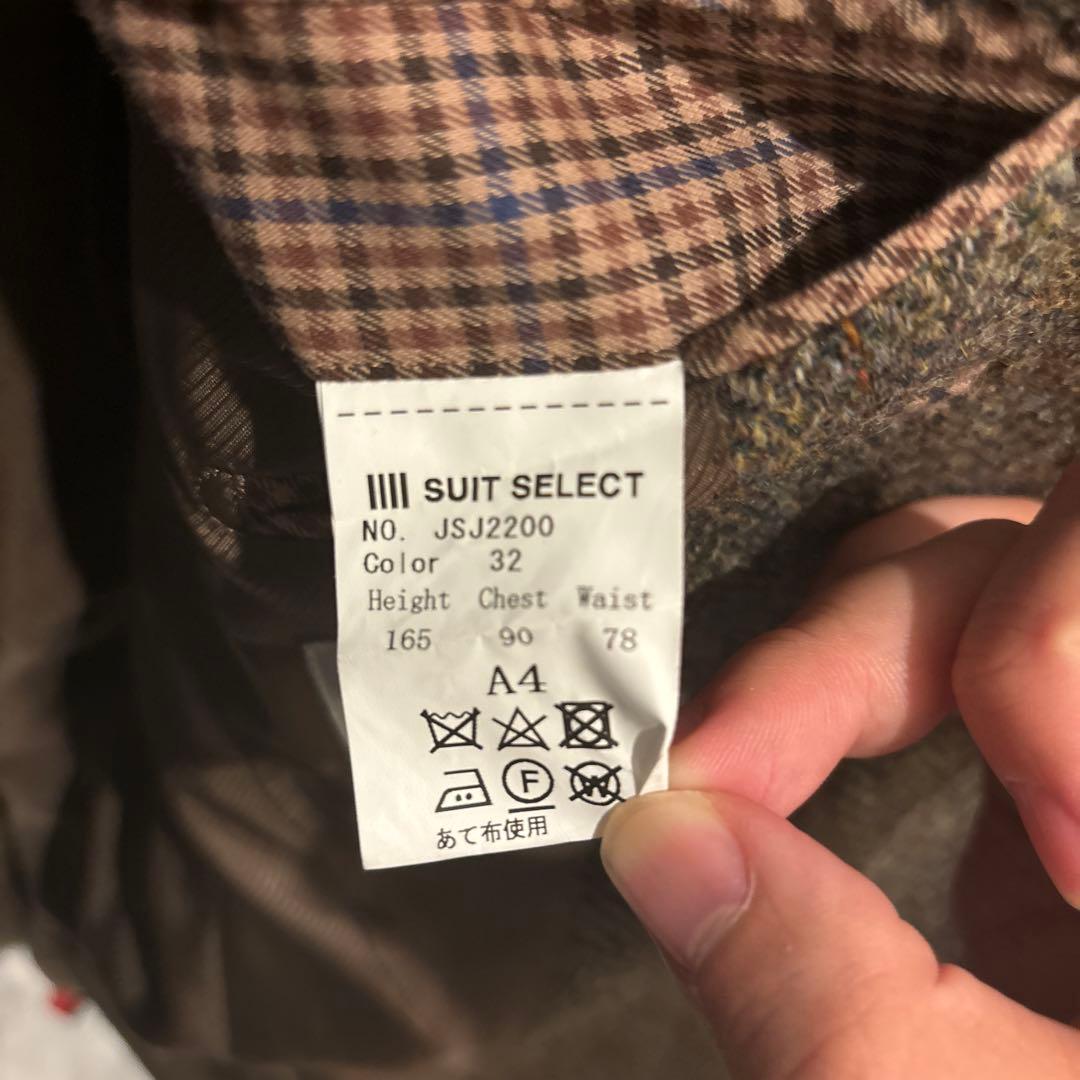 SUIT SELECT
NO. JSJ2200
Color 32
Height Chest Waist
165 90 78
A4
F W
あて布使用